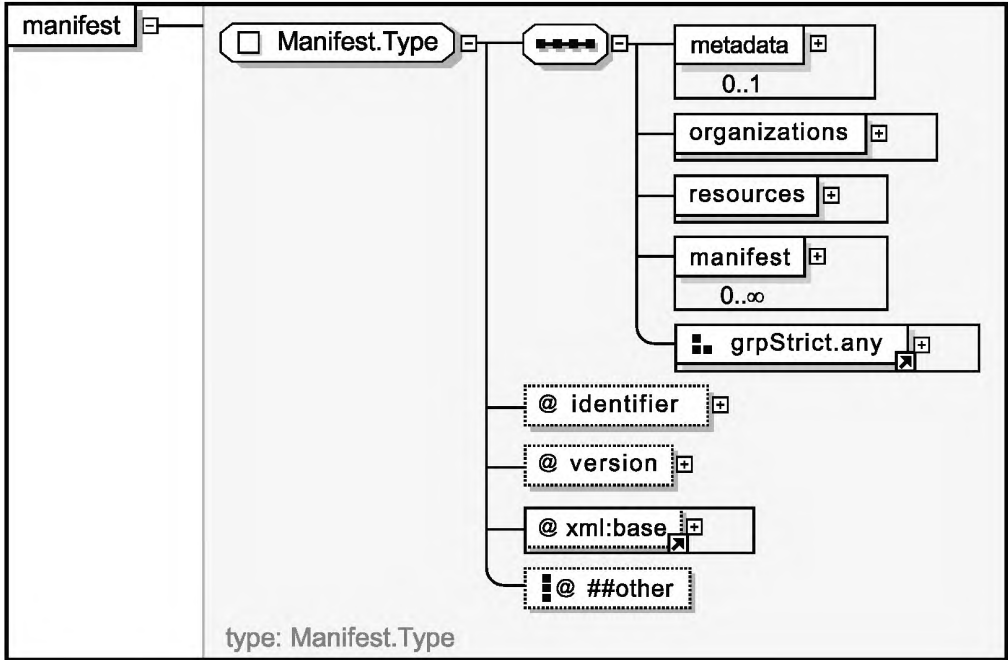 manifest
Manifest.Type
metadata
0..1
organizations
resources
manifest
0..∞
grpStrict.any
@ identifier
@ version
@ xml:base
@ ##other
type: Manifest.Type